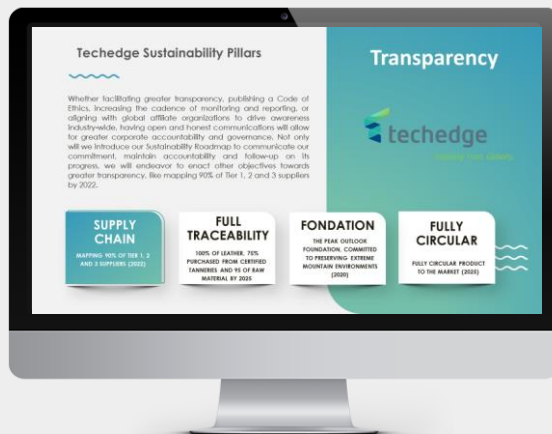 Techedge Sustainability Pillars
Whether facilitating greater transparency, publishing a Code of
Ethics, increasing the cadence of monitoring and reporting, or
aligning with global affiliate organizations to drive awareness
industry-wide, having open and honest communications will allow
for greater corporate accountability and governance. Not only
will we introduce our Sustainability Roadmap to communicate our
commitment, maintain accountability and follow-up on its
progress, we will endeavor to enact other objectives towards
greater transparency, like mapping 90% of Tier 1, 2 and 3 suppliers
by 2022.
Transparency
techedge
SUPPLY
CHAIN
MAPPING 90% OF TIER 1, 2
AND 3 SUPPLIERS (2022)
FULL
TRACEABILITY
100% OF LEATHER, 75%
PURCHASED FROM CERTIFIED
TANNERIES AND 95 OF RAW
MATERIAL BY 2025
FONDATION
THE PEAK OUTLOOK
FOUNDATION, COMMITTED
TO PRESERVING EXTREME
MOUNTAIN ENVIRONMENTS
(2020)
FULLY
CIRCULAR
FULLY CIRCULAR PRODUCT
TO THE MARKET (2025)